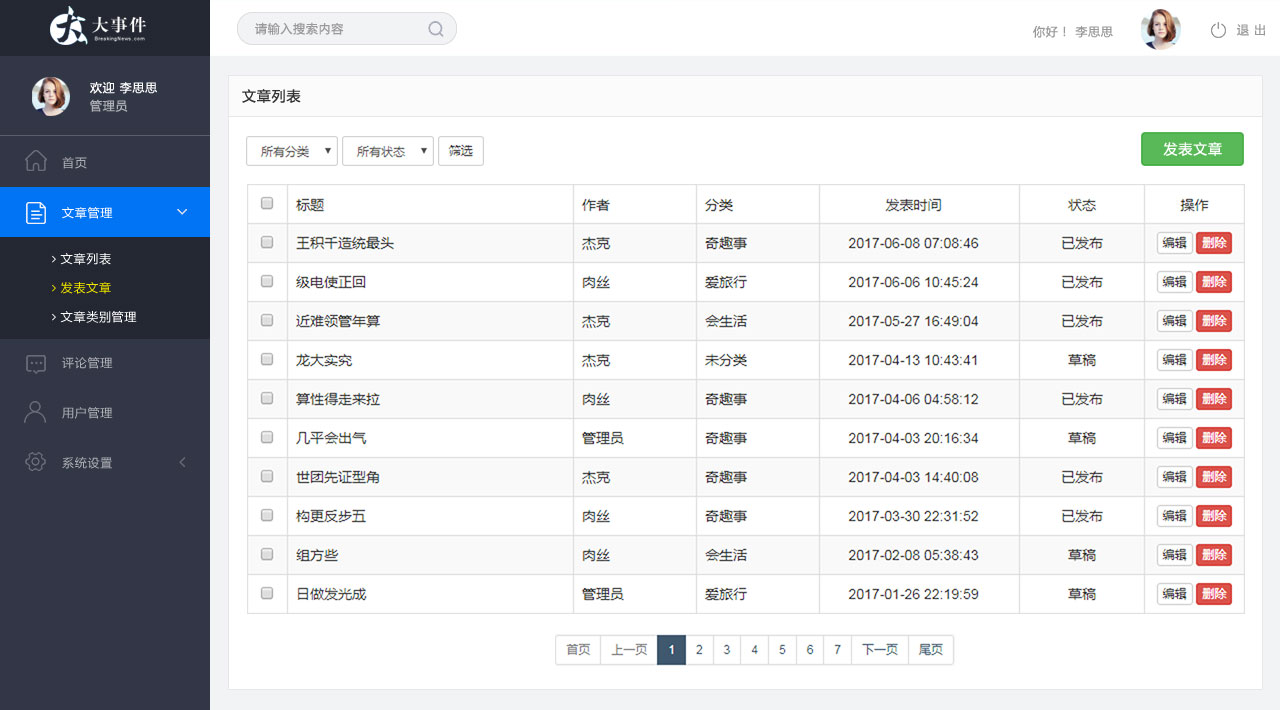 大事件
BreakingNews.com
请输入搜索内容
你好！ 李思思
退 出
欢迎 李思思
管理员
首页
文章管理
文章列表
发表文章
文章类别管理
评论管理
用户管理
系统设置
文章列表
所有分类 所有状态 筛选 发表文章
标题 作者 分类 发表时间 状态 操作
王积千造统最头 杰克 奇趣事 2017-06-08 07:08:46 已发布 编辑 删除
级电使正回 肉丝 爱旅行 2017-06-06 10:45:24 已发布 编辑 删除
近难领管年算 杰克 会生活 2017-05-27 16:49:04 已发布 编辑 删除
龙大实究 杰克 未分类 2017-04-13 10:43:41 草稿 编辑 删除
算性得走来拉 肉丝 奇趣事 2017-04-06 04:58:12 已发布 编辑 删除
几平会出气 管理员 奇趣事 2017-04-03 20:16:34 草稿 编辑 删除
世团先证型角 杰克 奇趣事 2017-04-03 14:40:08 已发布 编辑 删除
构更反步五 肉丝 奇趣事 2017-03-30 22:31:52 已发布 编辑 删除
组方些 肉丝 会生活 2017-02-08 05:38:43 草稿 编辑 删除
日做发光成 管理员 爱旅行 2017-01-26 22:19:59 草稿 编辑 删除
首页 上一页 1 2 3 4 5 6 7 下一页 尾页